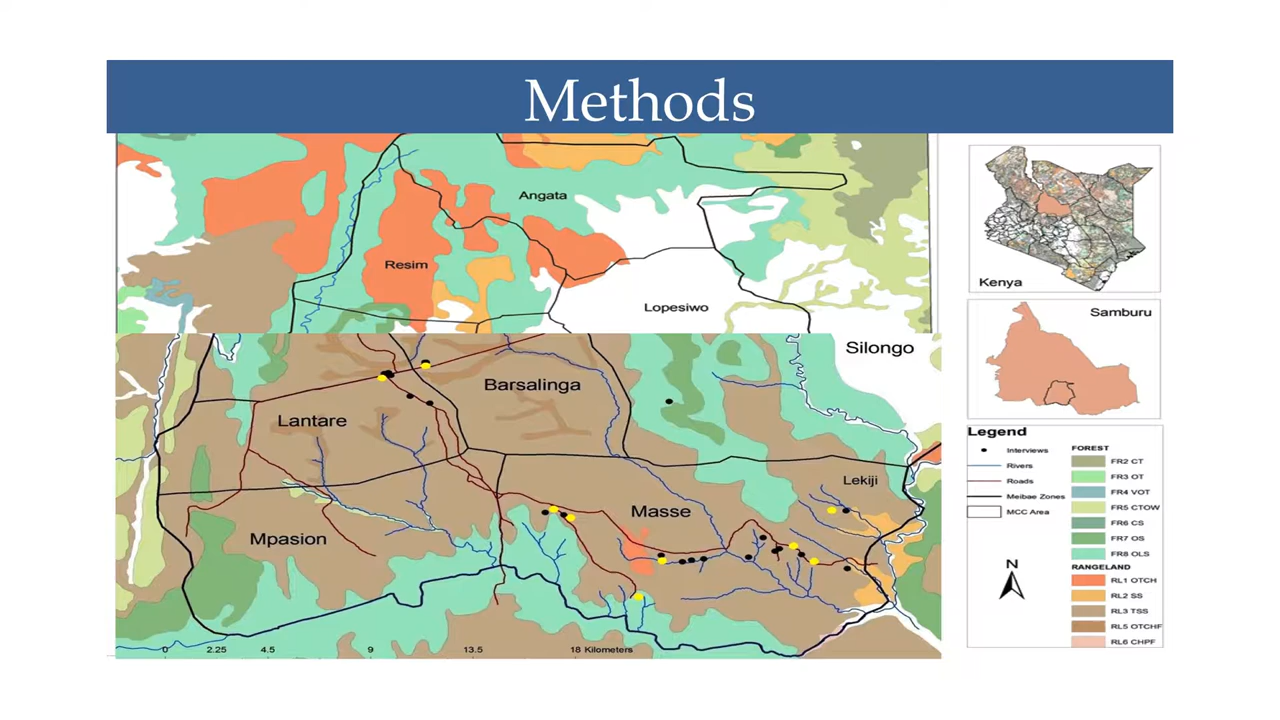 Methods
Angata
Resim
Lopesiwo
Silongo
Barsalinga
Lantare
Lekiji
Masse
Mpasion
0 2.25 4.5 9 13.5 18 Kilometers
Kenya
Samburu
Legend
Interviews
Rivers
Roads
Meibae Zones
MCC Area
N
FOREST
FR2 CT
FR3 OT
FR4 VOT
FR5 CTOW
FR6 CS
FR7 OS
FR8 OLS
RANGELAND
RL1 OTCH
RL2 SS
RL3 TSS
RL5 OTCHF
RL6 CHPF